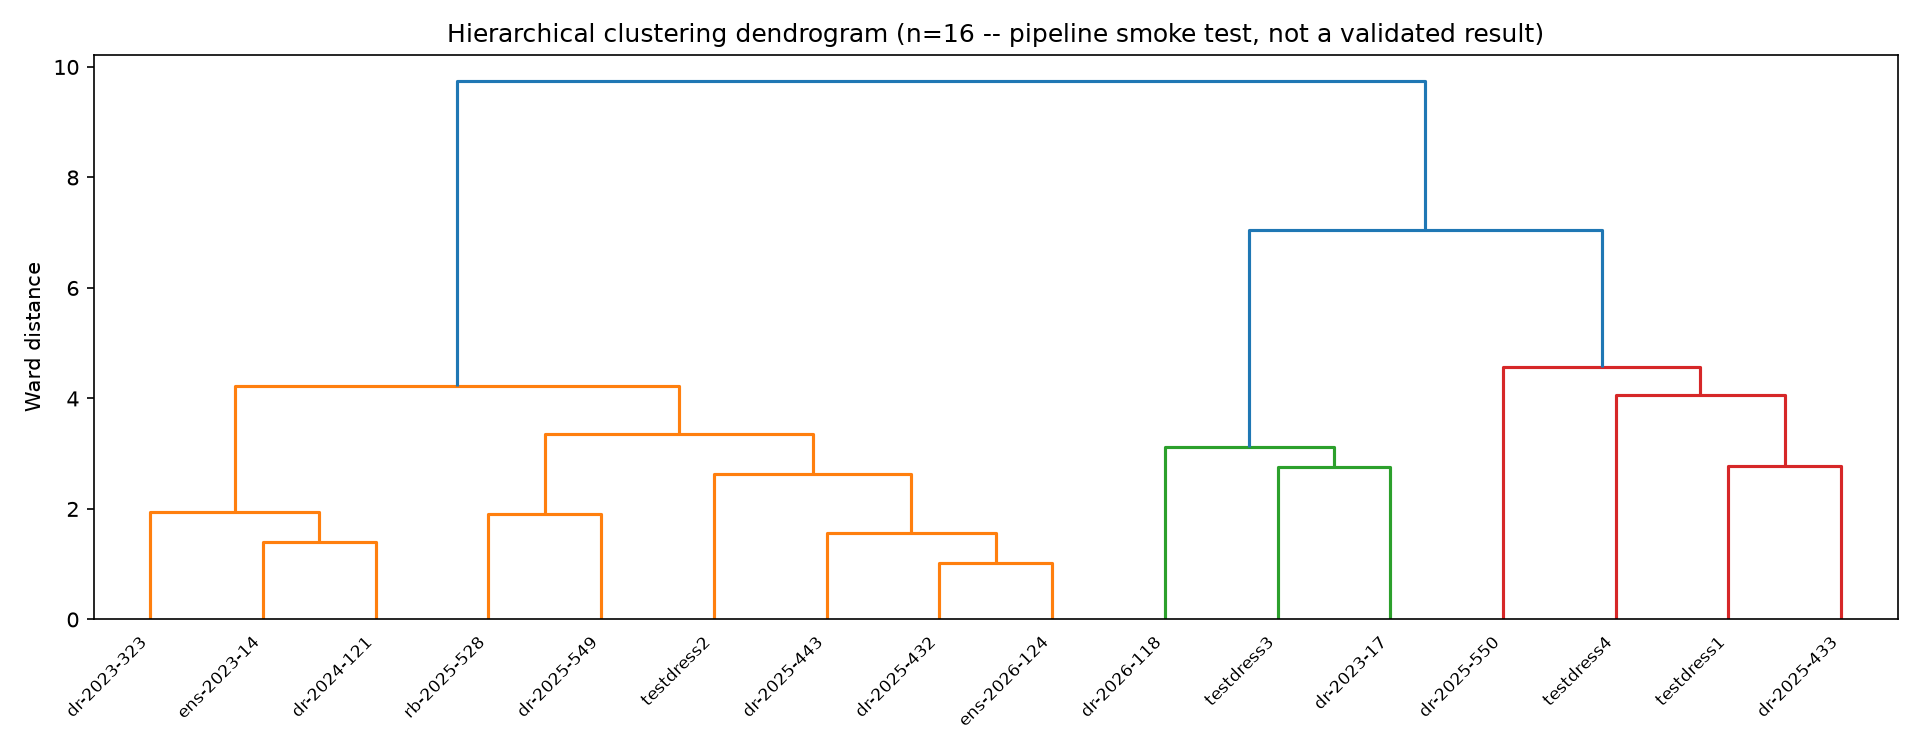 Hierarchical clustering dendrogram (n=16 -- pipeline smoke test, not a validated result)
Ward distance
10
8
6
4
2
0
dr-2023-323
ens-2023-14
dr-2024-121
rb-2025-528
dr-2025-549
testdress2
dr-2025-443
dr-2025-432
ens-2026-124
dr-2026-118
testdress3
dr-2023-17
dr-2025-550
testdress4
testdress1
dr-2025-433